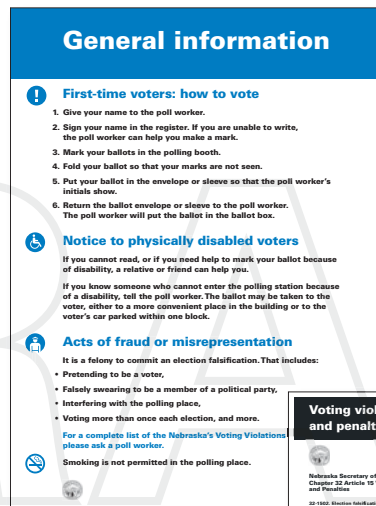 General information
First-time voters: how to vote
1. Give your name to the poll worker.
2. Sign your name in the register. If you are unable to write,
the poll worker can help you make a mark.
3. Mark your ballots in the polling booth.
4. Fold your ballot so that your marks are not seen.
5. Put your ballot in the envelope or sleeve so that the poll worker's
initials show.
6. Return the ballot envelope or sleeve to the poll worker.
The poll worker will put the ballot in the ballot box.
Notice to physically disabled voters
If you cannot read, or if you need help to mark your ballot because
of disability, a relative or friend can help you.
If you know someone who cannot enter the polling station because
of a disability, tell the poll worker. The ballot may be taken to the
voter, either to a more convenient place in the building or to the
voter's car parked within one block.
Acts of fraud or misrepresentation
It is a felony to commit an election falsification. That includes:
• Pretending to be a voter,
• Falsely swearing to be a member of a political party,
• Interfering with the polling place,
• Voting more than once each election, and more.
For a complete list of the Nebraska's Voting Violations
please ask a poll worker.
Smoking is not permitted in the polling place.
Voting viol
and penalt
Nebraska Secretary of
Chapter 32 Article 15
and Penalties
32-1502. Election falsificati